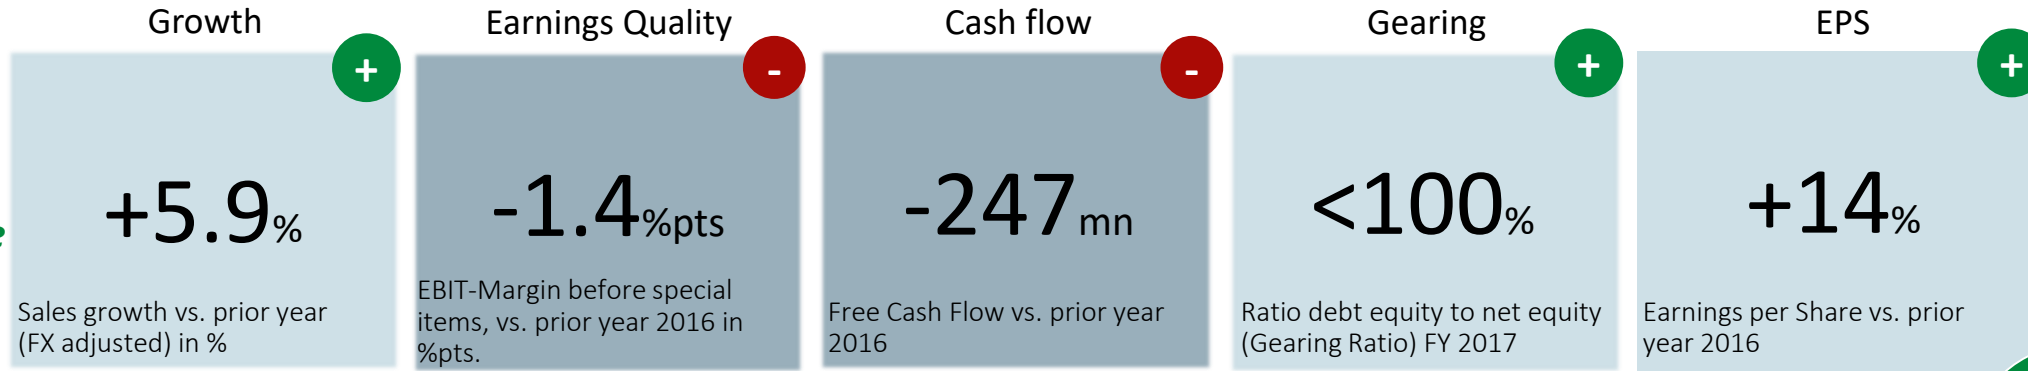 Growth
+
+5.9%
Sales growth vs. prior year
(FX adjusted) in %
Earnings Quality
-
-1.4%pts
EBIT-Margin before special
items, vs. prior year 2016 in
%pts.
Cash flow
-
-247 mn
Free Cash Flow vs. prior year
2016
Gearing
+
<100%
Ratio debt equity to net equity
(Gearing Ratio) FY 2017
EPS
+
+14%
Earnings per Share vs. prior
year 2016